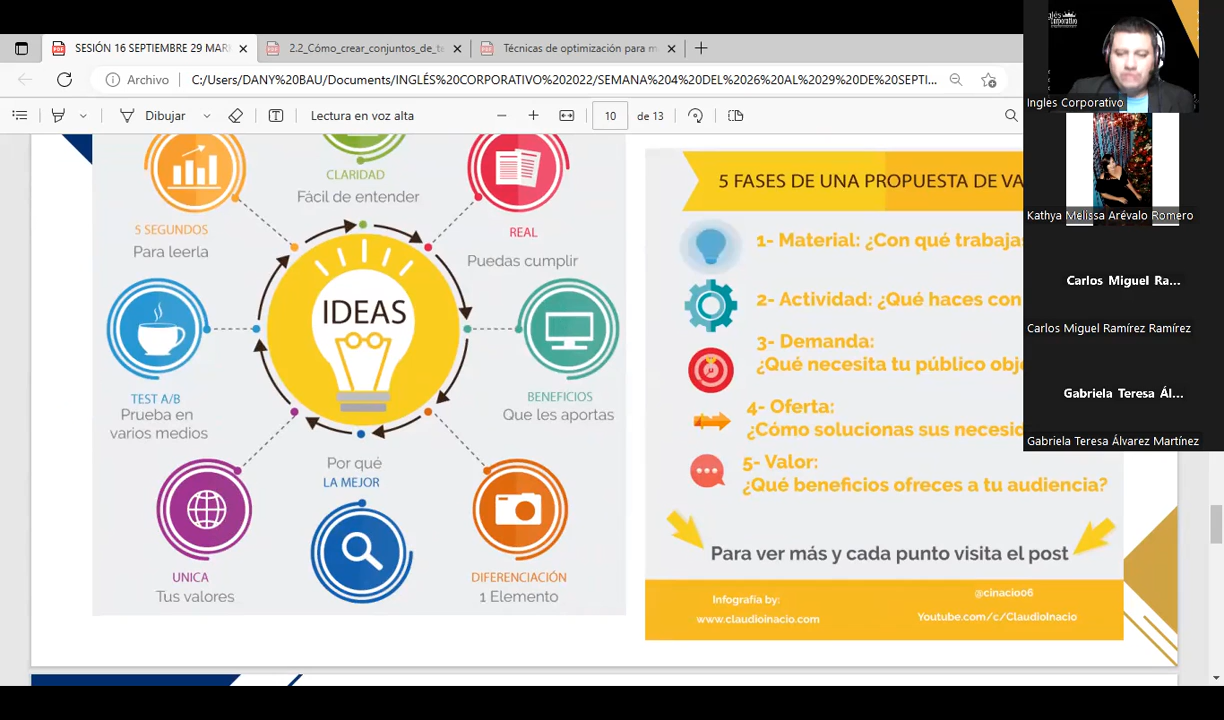 SESIÓN 16 SEPTIEMBRE 29 MAR
2.2_Cómo_crear_conjuntos_de_te
Técnicas de optimización para m
Archivo
C:/Users/DANY%20BAU/Documents/INGLÉS%20CORPORATIVO%202022/SEMANA%204%20DEL%2026%20AL%2029%20DE%20SEPTI...
Dibujar
Lectura en voz alta
10
de 13
CLARIDAD
Fácil de entender
5 SEGUNDOS
Para leerla
REAL
Puedas cumplir
IDEAS
TEST A/B
Prueba en
varios medios
BENEFICIOS
Que les aportas
Por qué
LA MEJOR
UNICA
Tus valores
DIFERENCIACIÓN
1 Elemento
5 FASES DE UNA PROPUESTA DE VA
1- Material: ¿Con qué trabajas
2- Actividad: ¿Qué haces con
3- Demanda:
¿Qué necesita tu público obj
4- Oferta:
¿Cómo solucionas sus necesid
5- Valor:
¿Qué beneficios ofreces a tu audiencia?
Para ver más y cada punto visita el post
Infografía by:
www.claudioinacio.com
@cinacio06
Youtube.com/c/ClaudioInacio
Ingles Corporativo
Kathya Melissa Arévalo Romero
Carlos Miguel Ra...
Carlos Miguel Ramírez Ramírez
Gabriela Teresa Ál...
Gabriela Teresa Álvarez Martínez